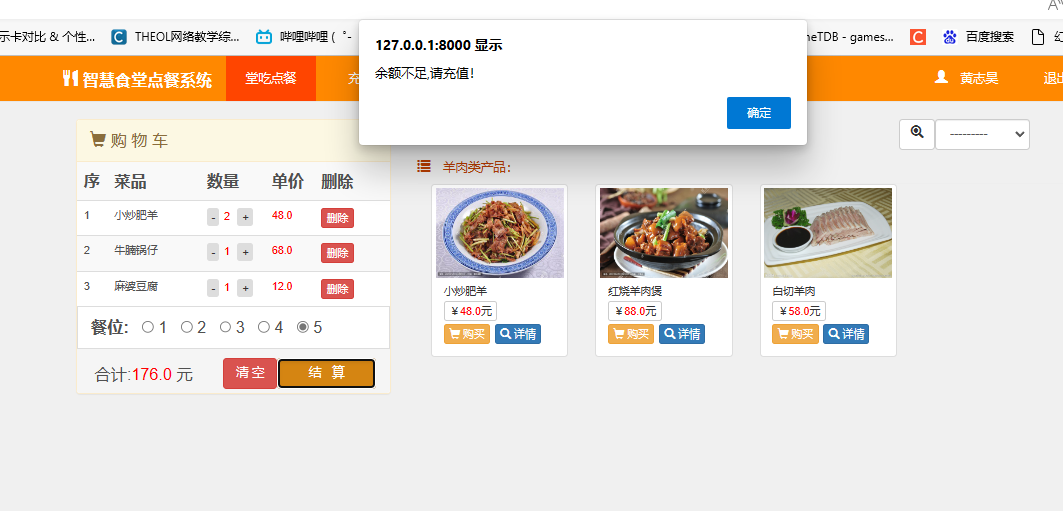 示卡对比 & 个性...
THEOL网络教学综...
哔哩哔哩 ( ゜-
meTDB - games...
百度搜索
127.0.0.1:8000 显示
余额不足,请充值!
确定
智慧食堂点餐系统
堂吃点餐
充
黄志昊
退出
购 物 车
---------
序 菜品 数量 单价 删除
1 小炒肥羊 - 2 + 48.0 删除
2 牛腩锅仔 - 1 + 68.0 删除
3 麻婆豆腐 - 1 + 12.0 删除
餐位: 1 2 3 4 5
合计:176.0 元
清 空
结 算
羊肉类产品:
小炒肥羊
￥48.0元
购买 详情
红烧羊肉煲
￥88.0元
购买 详情
白切羊肉
￥58.0元
购买 详情